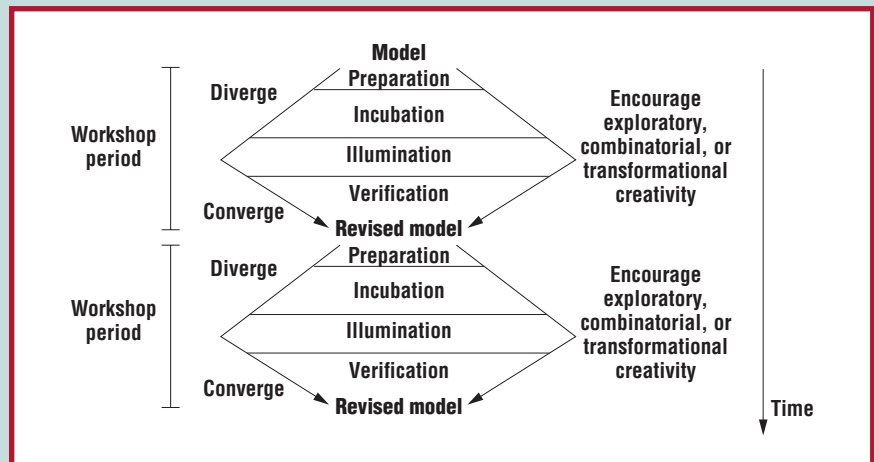 Model
Preparation
Diverge
Incubation
Workshop
period
Illumination
Encourage
exploratory,
combinatorial, or
transformational
creativity
Verification
Converge
Revised model
Preparation
Diverge
Incubation
Workshop
period
Illumination
Encourage
exploratory,
combinatorial, or
transformational
creativity
Verification
Converge
Revised model
Time